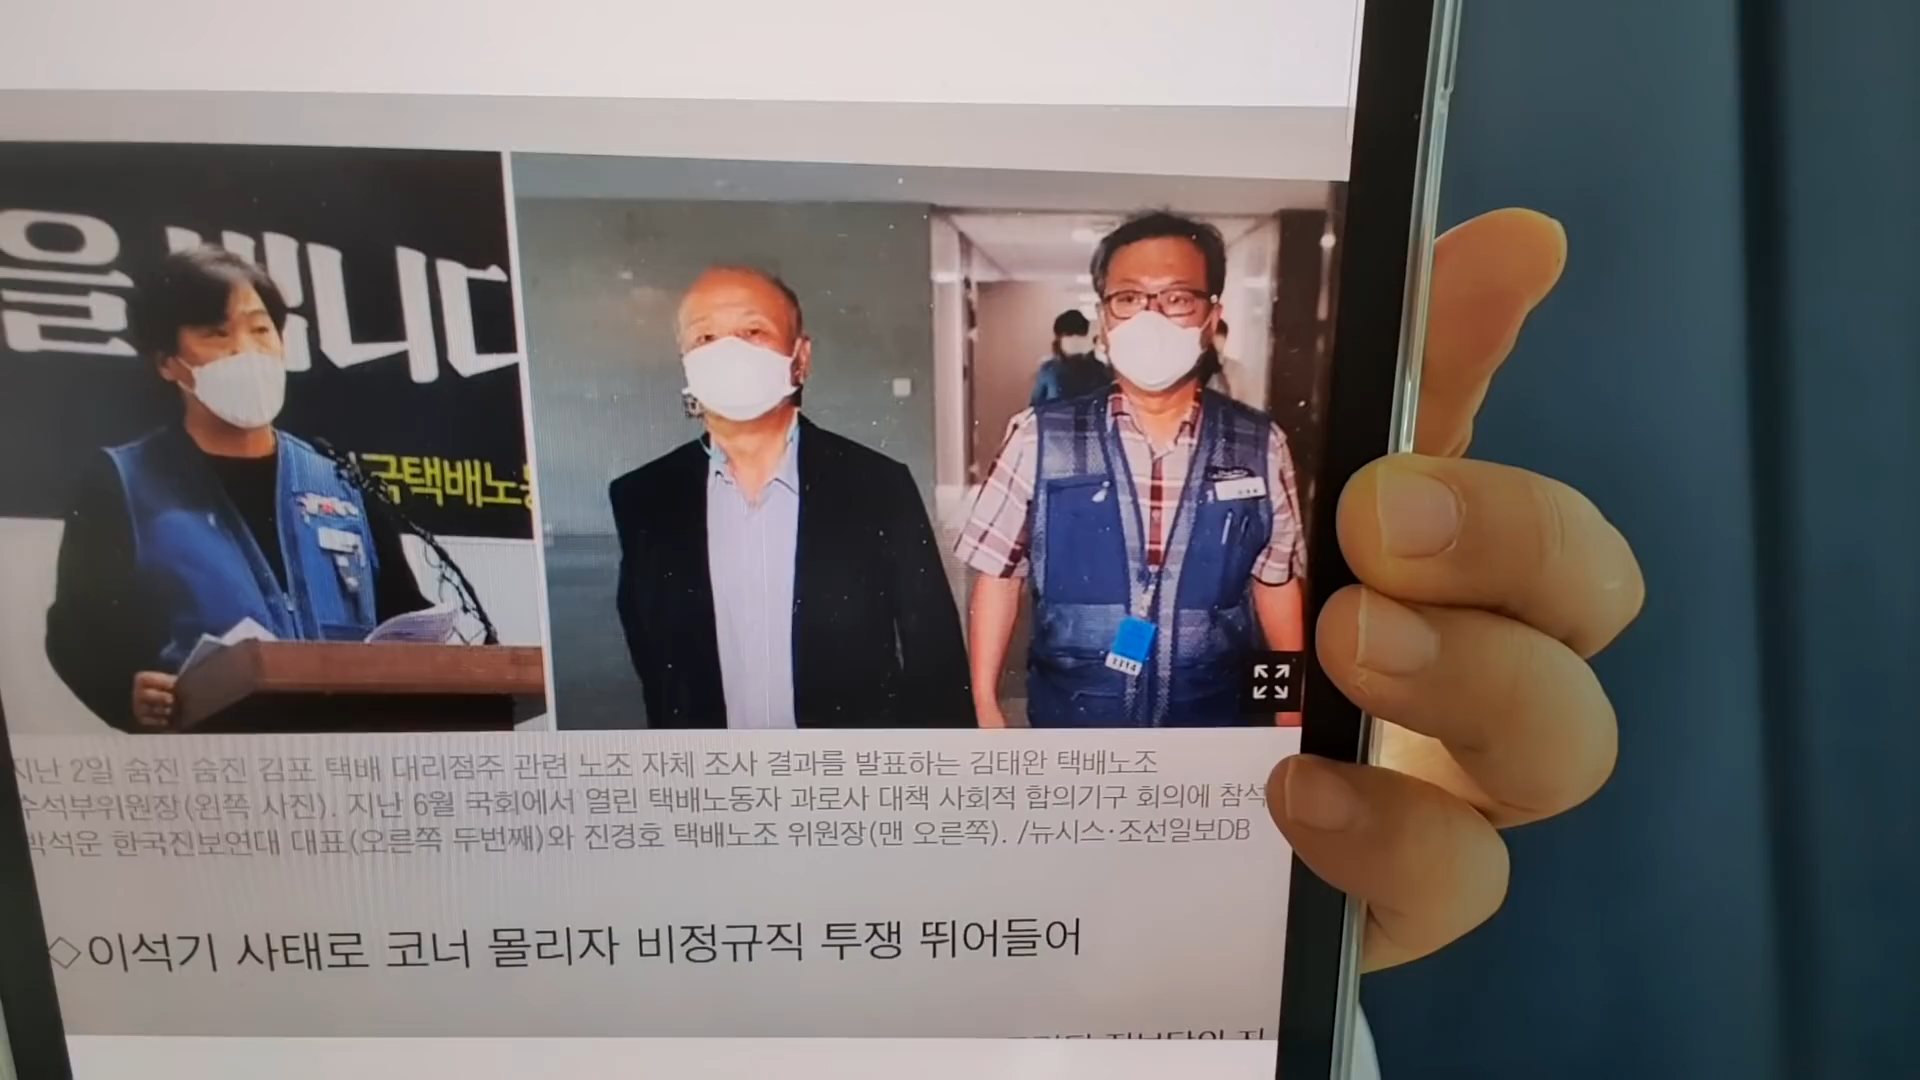 을 봅니다
국택배노동
1314
지난 2일 숨진 숨진 김포 택배 대리점주 관련 노조 자체 조사 결과를 발표하는 김태완 택배노조
수석부위원장(왼쪽 사진). 지난 6월 국회에서 열린 택배노동자 과로사 대책 사회적 합의기구 회의에 참석
박석운 한국진보연대 대표(오른쪽 두번째)와 진경호 택배노조 위원장(맨 오른쪽). /뉴시스·조선일보DB
◇이석기 사태로 코너 몰리자 비정규직 투쟁 뛰어들어